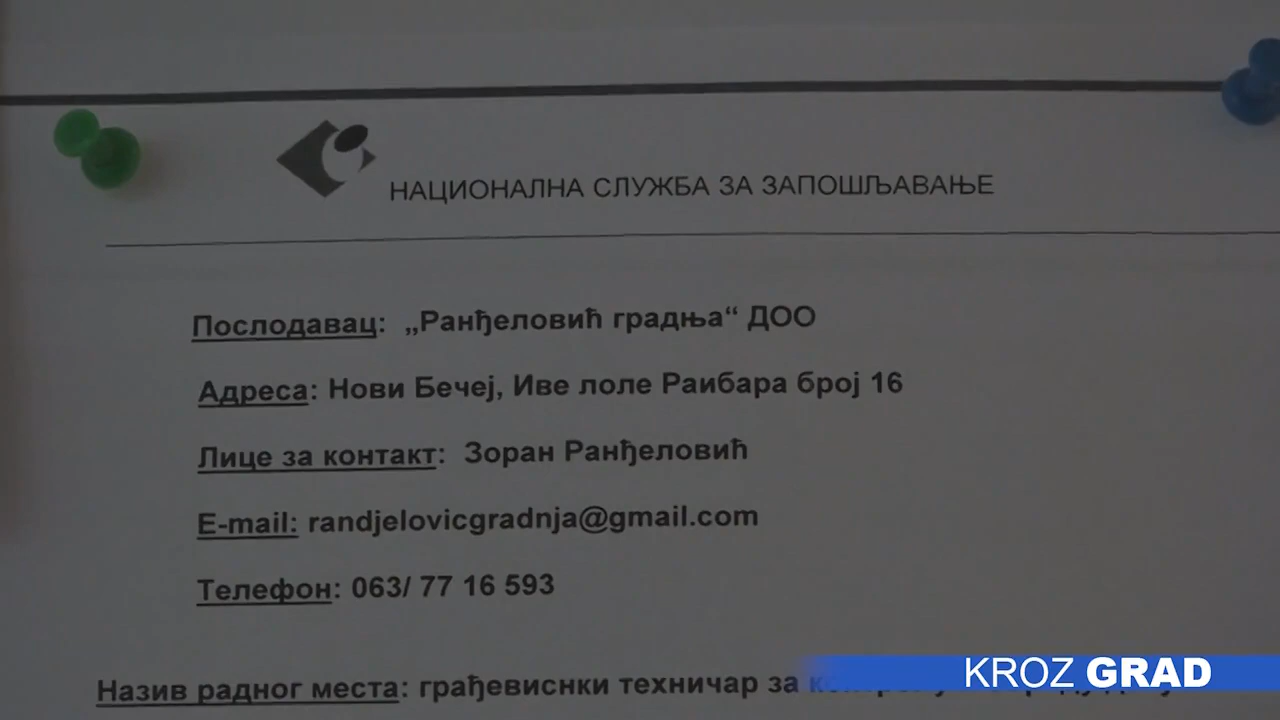 НАЦИОНАЛНА СЛУЖБА ЗА ЗАПОШЉАВАЊЕ
Послодавац: „Ранђеловић градња“ ДОО
Адреса: Нови Бечеј, Иве лоле Раибара број 16
Лице за контакт: Зоран Ранђеловић
E-mail: randjelovicgradnja@gmail.com
Телефон: 063/ 77 16 593
Назив радног места: грађевиснки техничар за
KROZ GRAD